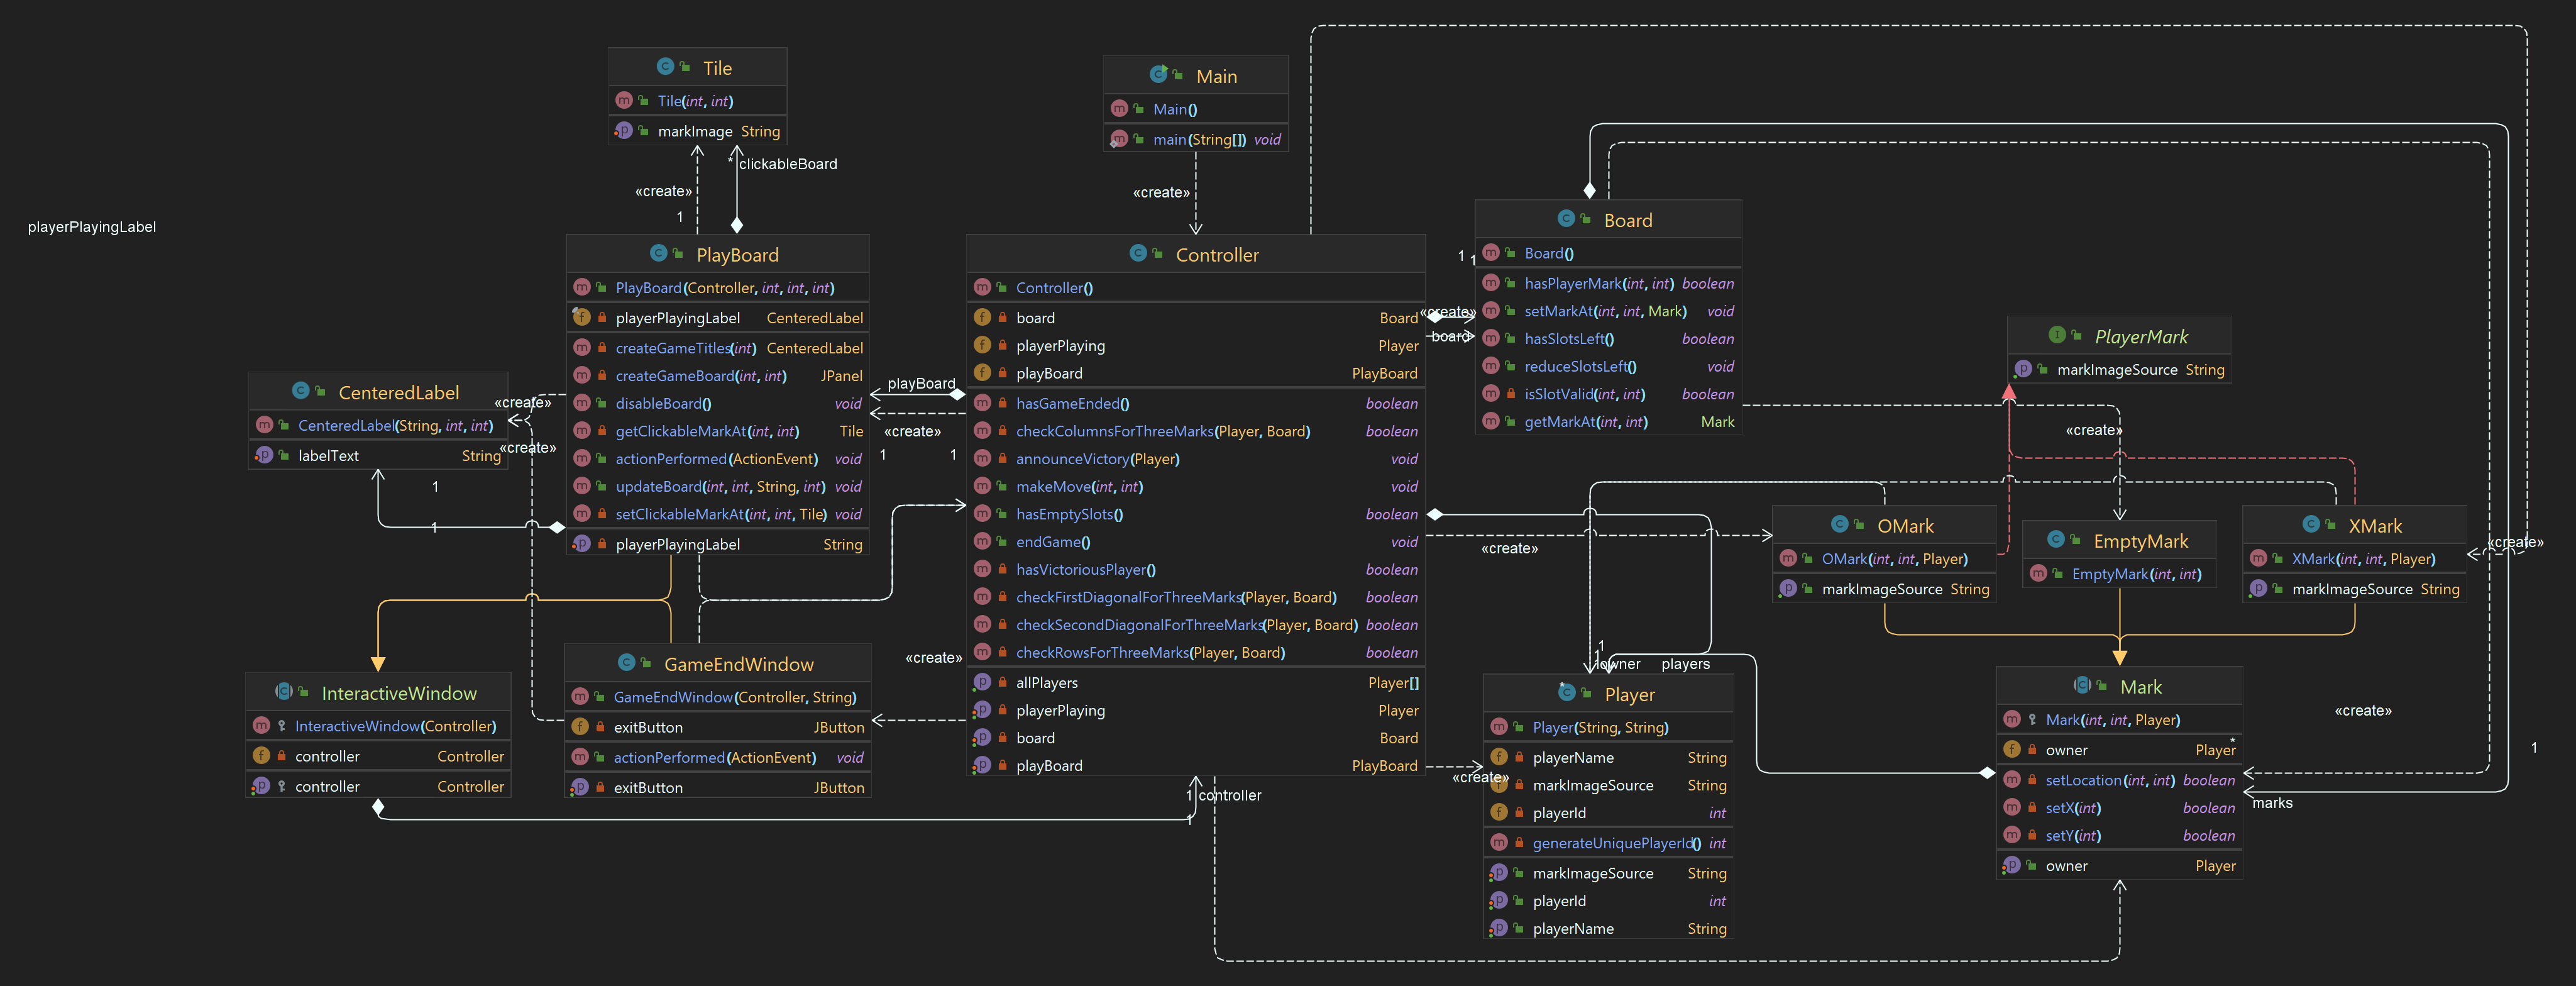 Tile
Tile(int, int)
markImage String
* clickableBoard
«create»
1
Main
Main()
main(String[]) void
«create»
playerPlayingLabel
PlayBoard
PlayBoard(Controller, int, int, int)
playerPlayingLabel CenteredLabel
createGameTitles(int) CenteredLabel
createGameBoard(int, int) JPanel
disableBoard() void
getClickableMarkAt(int, int) Tile
actionPerformed(ActionEvent) void
updateBoard(int, int, String, int) void
setClickableMarkAt(int, int, Tile) void
playerPlayingLabel String
CenteredLabel
CenteredLabel(String, int, int)
labelText String
«create»
«create»
1
1
InteractiveWindow
InteractiveWindow(Controller)
controller Controller
controller Controller
GameEndWindow
GameEndWindow(Controller, String)
exitButton JButton
actionPerformed(ActionEvent) void
exitButton JButton
playBoard
«create»
1 1
«create»
1 controller
1
Controller
Controller()
board Board
playerPlaying Player
playBoard PlayBoard
hasGameEnded() boolean
checkColumnsForThreeMarks(Player, Board) boolean
announceVictory(Player) void
makeMove(int, int) void
hasEmptySlots() boolean
endGame() void
hasVictoriousPlayer() boolean
checkFirstDiagonalForThreeMarks(Player, Board) boolean
checkSecondDiagonalForThreeMarks(Player, Board) boolean
checkRowsForThreeMarks(Player, Board) boolean
allPlayers Player[]
playerPlaying Player
board Board
playBoard PlayBoard
1
1
«create»
board
Board
Board()
hasPlayerMark(int, int) boolean
setMarkAt(int, int, Mark) void
hasSlotsLeft() boolean
reduceSlotsLeft() void
isSlotValid(int, int) boolean
getMarkAt(int, int) Mark
PlayerMark
markImageSource String
«create»
«create»
OMark
OMark(int, int, Player)
markImageSource String
EmptyMark
EmptyMark(int, int)
XMark
XMark(int, int, Player)
markImageSource String
«create»
1
1
owner players
«create»
Player
Player(String, String)
playerName String
markImageSource String
playerId int
generateUniquePlayerId() int
markImageSource String
playerId int
playerName String
Mark
Mark(int, int, Player)
*
owner Player
setLocation(int, int) boolean
setX(int) boolean
setY(int) boolean
owner Player
«create»
1
marks